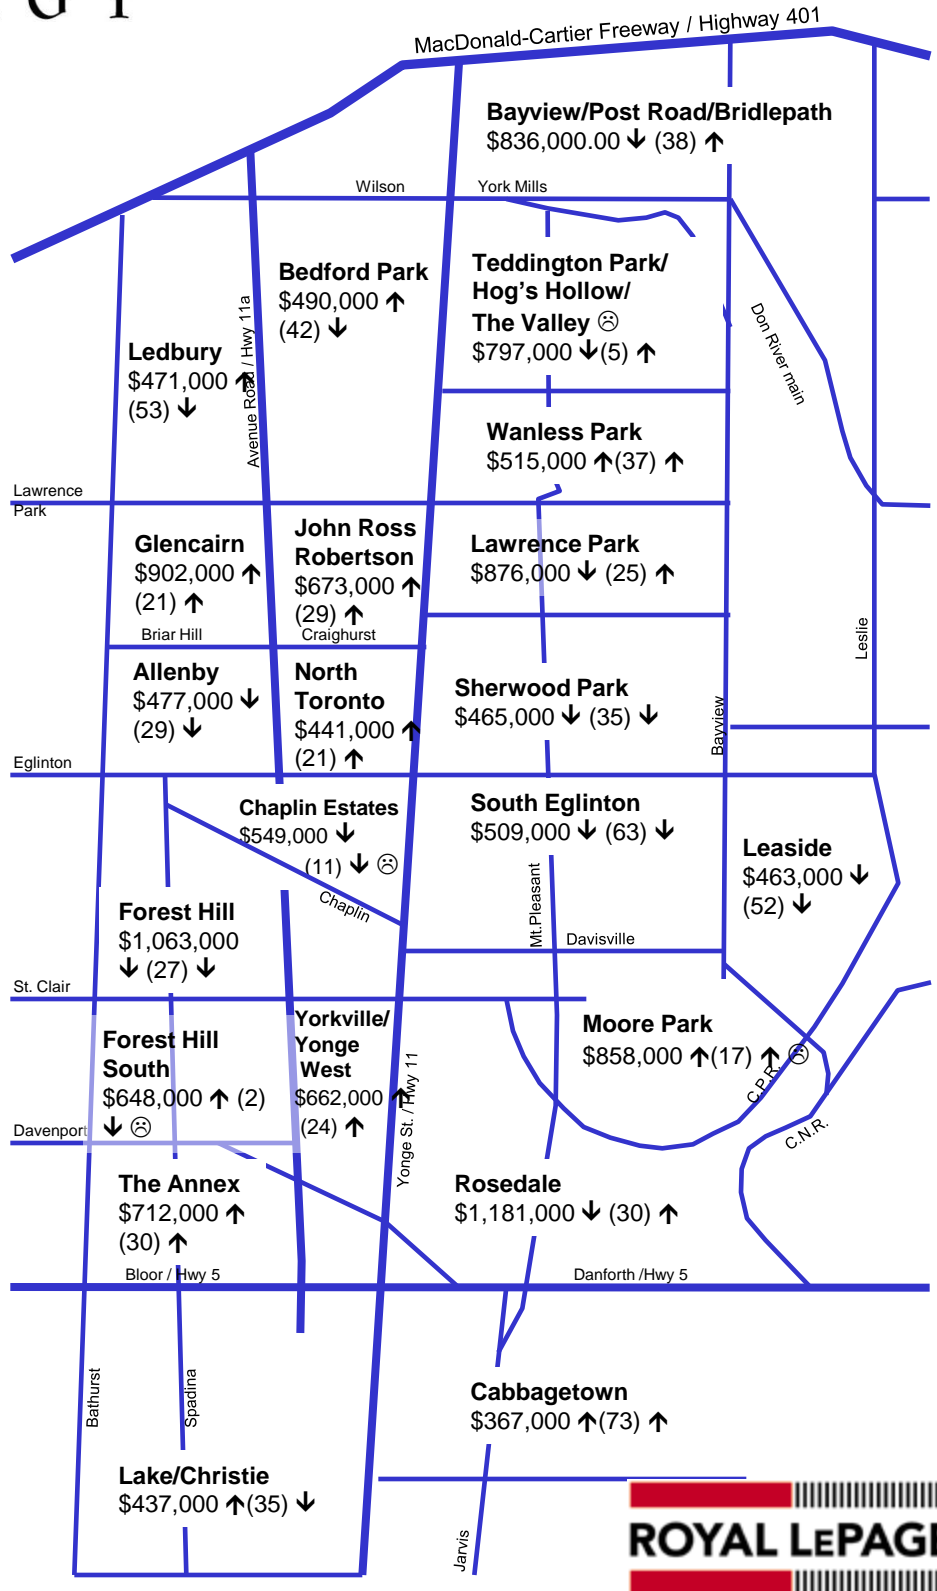 G Y
MacDonald-Cartier Freeway / Highway 401
Bayview/Post Road/Bridlepath
$836,000.00 ↓ (38) ↑
Wilson
York Mills
Bedford Park
$490,000 ↑
(42) ↓
Teddington Park/
Hog's Hollow/
The Valley ☹
$797,000 ↓(5) ↑
Avenue Road / Hwy 11a
Don River main
Ledbury
$471,000 ↑
(53) ↓
Wanless Park
$515,000 ↑(37) ↑
Lawrence
Park
Glencairn
$902,000 ↑
(21) ↑
John Ross
Robertson
$673,000 ↑
(29) ↑
Lawrence Park
$876,000 ↓ (25) ↑
Briar Hill
Craighurst
Leslie
Allenby
$477,000 ↓
(29) ↓
North
Toronto
$441,000 ↑
(21) ↑
Sherwood Park
$465,000 ↓ (35) ↓
Bayview
Eglinton
Chaplin Estates
$549,000 ↓
(11) ↓ ☹
South Eglinton
$509,000 ↓ (63) ↓
Leaside
$463,000 ↓
(52) ↓
Chaplin
Mt.Pleasant
Forest Hill
$1,063,000
↓ (27) ↓
Davisville
St. Clair
Forest Hill
South
$648,000 ↑ (2)
↓ ☹
Yorkville/
Yonge
West
$662,000 ↑
(24) ↑
Yonge St. / Hwy 11
Moore Park
$858,000 ↑(17) ↑ ☹
C.P.R.
C.N.R.
Davenport
The Annex
$712,000 ↑
(30) ↑
Rosedale
$1,181,000 ↓ (30) ↑
Bloor / Hwy 5
Danforth /Hwy 5
Bathurst
Spadina
Cabbagetown
$367,000 ↑(73) ↑
Lake/Christie
$437,000 ↑(35) ↓
Jarvis
ROYAL LEPAGE